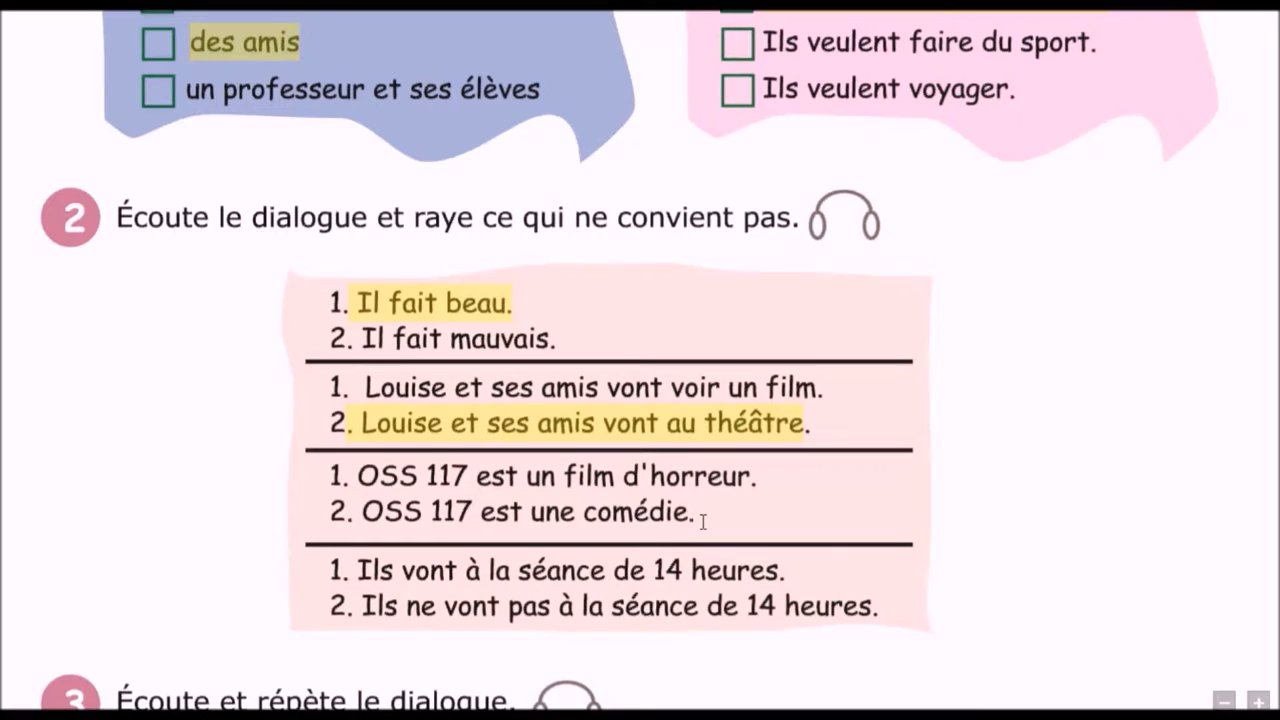 des amis
un professeur et ses élèves
Ils veulent faire du sport.
Ils veulent voyager.
2 Écoute le dialogue et raye ce qui ne convient pas.
1. Il fait beau.
2. Il fait mauvais.
1. Louise et ses amis vont voir un film.
2. Louise et ses amis vont au théâtre.
1. OSS 117 est un film d'horreur.
2. OSS 117 est une comédie.
1. Ils vont à la séance de 14 heures.
2. Ils ne vont pas à la séance de 14 heures.
3 Écoute et répète le dialogue.